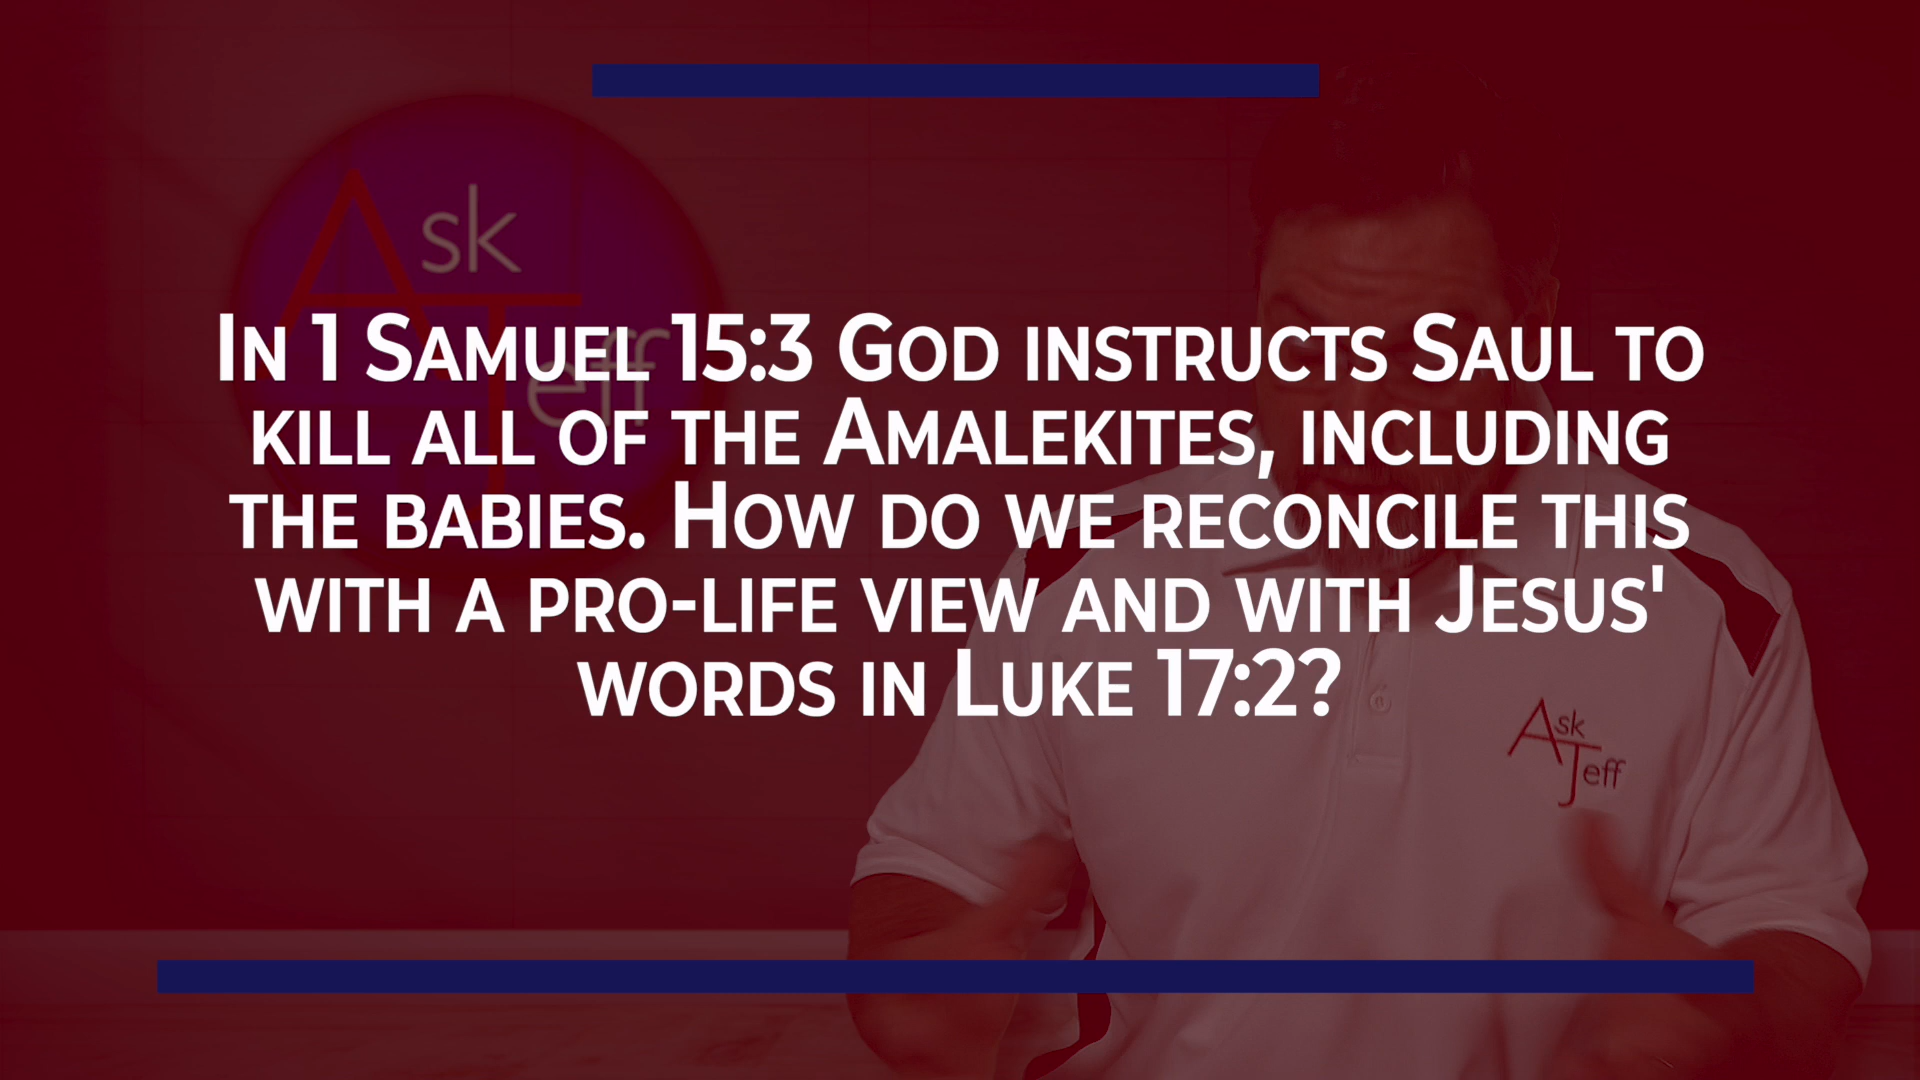 Ask
Jeff
In 1 Samuel 15:3 God instructs Saul to
kill all of the Amalekites, including
the babies. How do we reconcile this
with a pro-life view and with Jesus'
words in Luke 17:2?
Ask
Jeff